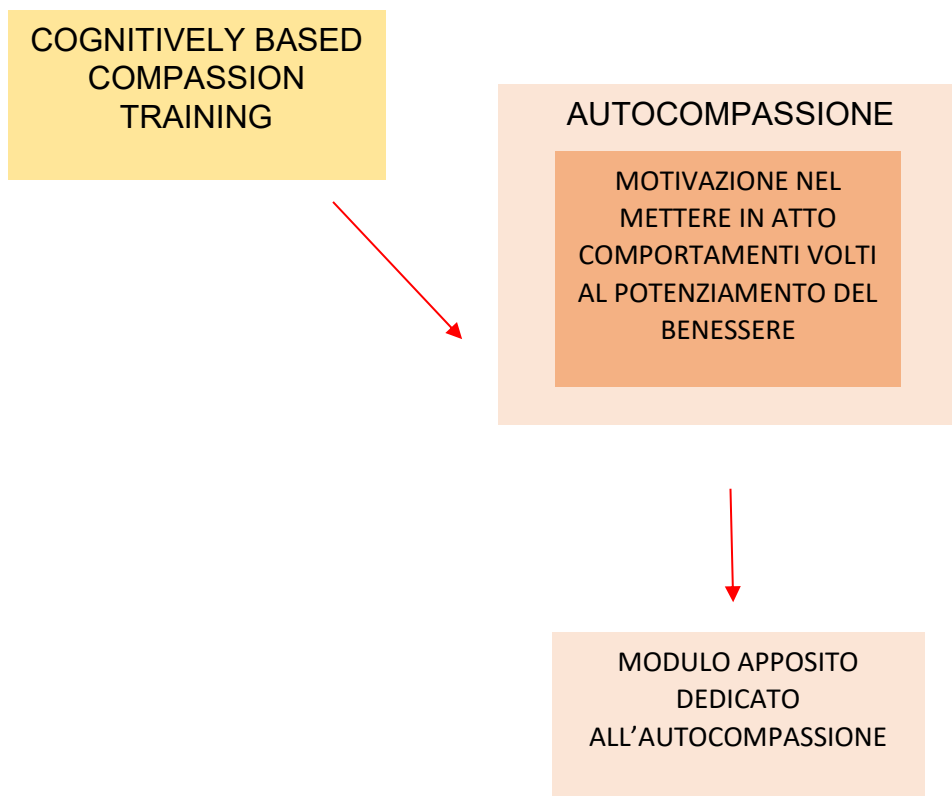 COGNITIVELY BASED
COMPASSION
TRAINING
AUTOCOMPASSIONE
MOTIVAZIONE NEL
METTERE IN ATTO
COMPORTAMENTI VOLTI
AL POTENZIAMENTO DEL
BENESSERE
MODULO APPOSITO
DEDICATO
ALL’AUTOCOMPASSIONE